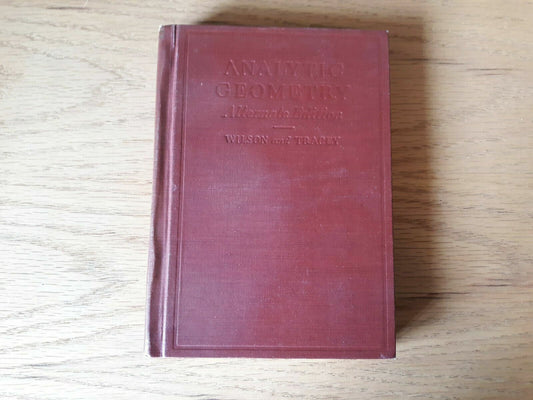 ANALYTIC
GEOMETRY
Alternate Edition
WILSON and TRACEY